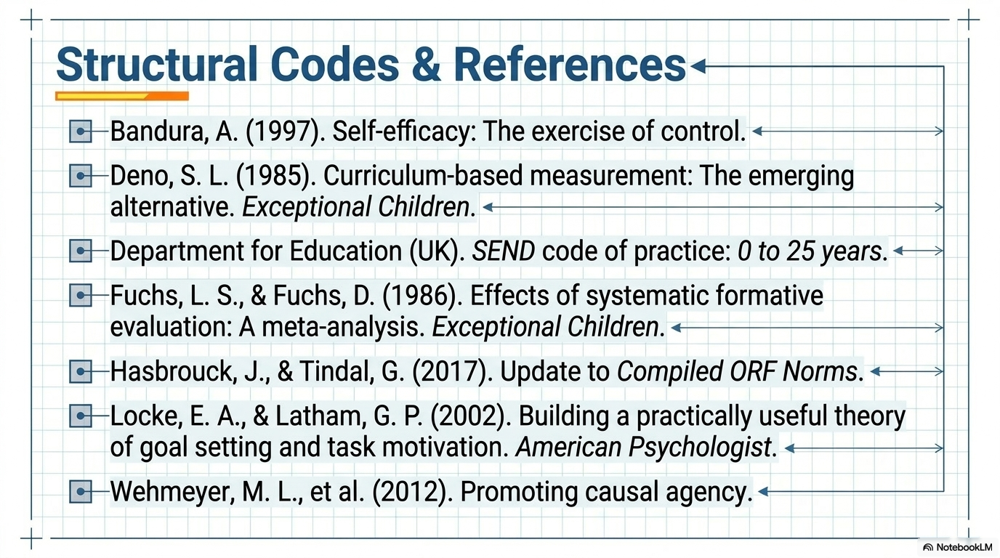 Structural Codes & References
Bandura, A. (1997). Self-efficacy: The exercise of control.
Deno, S. L. (1985). Curriculum-based measurement: The emerging
alternative. Exceptional Children.
Department for Education (UK). SEND code of practice: 0 to 25 years.
Fuchs, L. S., & Fuchs, D. (1986). Effects of systematic formative
evaluation: A meta-analysis. Exceptional Children.
Hasbrouck, J., & Tindal, G. (2017). Update to Compiled ORF Norms.
Locke, E. A., & Latham, G. P. (2002). Building a practically useful theory
of goal setting and task motivation. American Psychologist.
Wehmeyer, M. L., et al. (2012). Promoting causal agency.
NotebookLM